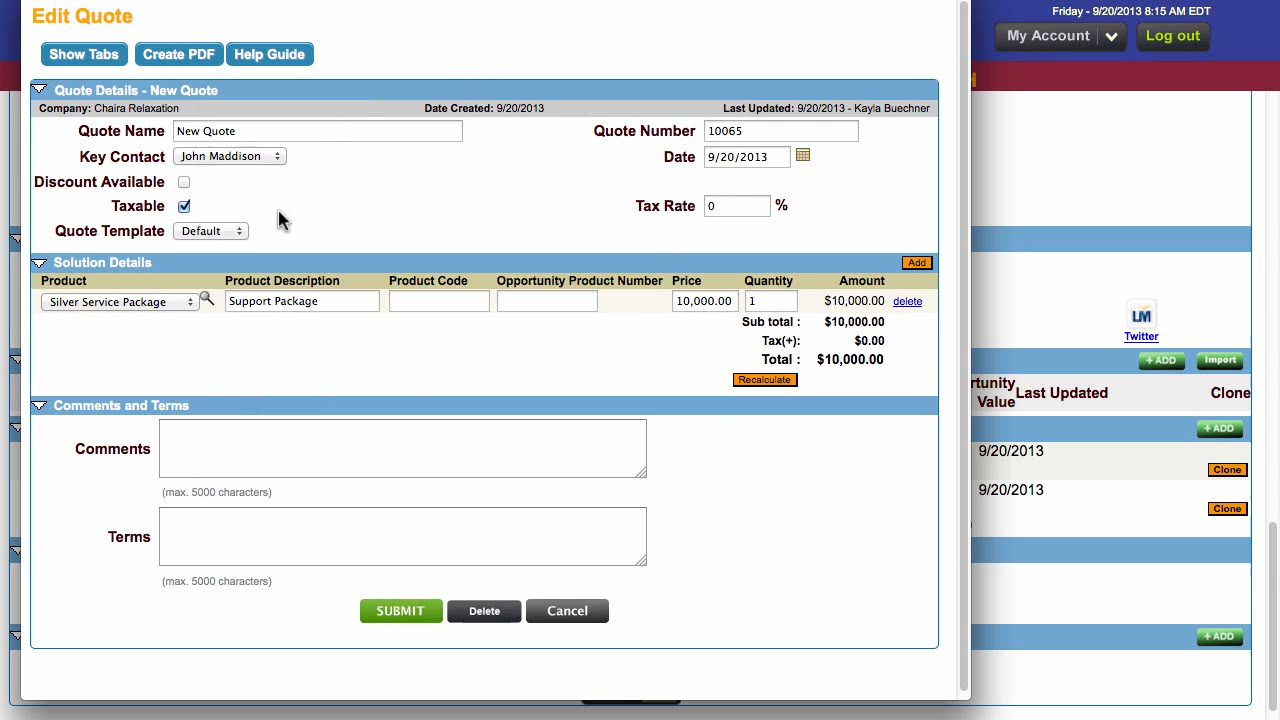 Edit Quote
Friday - 9/20/2013 8:15 AM EDT
My Account
Log out
Show Tabs
Create PDF
Help Guide
Quote Details - New Quote
Company: Chaira Relaxation
Date Created: 9/20/2013
Last Updated: 9/20/2013 - Kayla Buechner
Quote Name New Quote
Quote Number 10065
Key Contact John Maddison
Date 9/20/2013
Discount Available
Taxable
Tax Rate 0 %
Quote Template Default
Solution Details
Add
Product Product Description Product Code Opportunity Product Number Price Quantity Amount
Silver Service Package Support Package 10,000.00 1 $10,000.00 delete
Sub total : $10,000.00
Tax(+): $0.00
Total : $10,000.00
Recalculate
Comments and Terms
Comments
(max. 5000 characters)
Terms
(max. 5000 characters)
SUBMIT
Delete
Cancel
LM
Twitter
+ ADD
Import
rtunity
Value
Last Updated
Clone
+ ADD
9/20/2013
Clone
9/20/2013
Clone
+ ADD